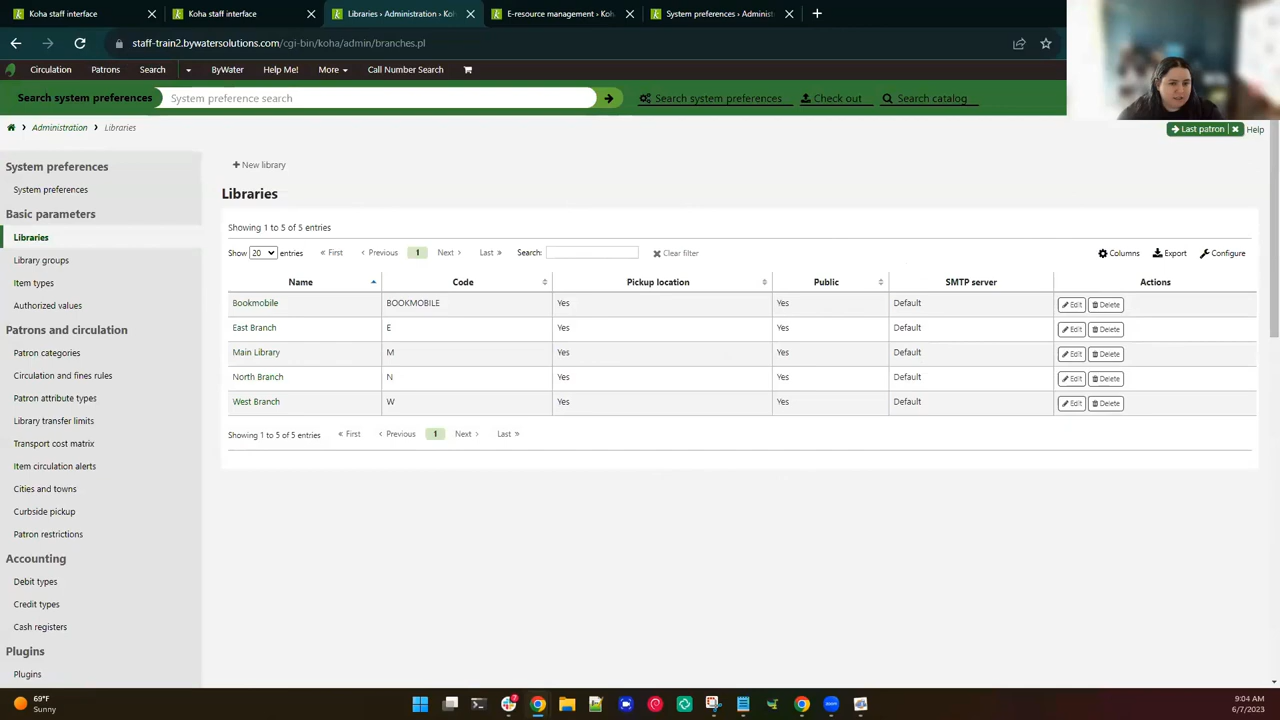 Koha staff interface
Koha staff interface
Libraries › Administration › Koh
E-resource management › Koh
System preferences › Administ
staff-train2.bywatersolutions.com/cgi-bin/koha/admin/branches.pl
Circulation Patrons Search ByWater Help Me! More Call Number Search
Search system preferences System preference search Search system preferences Check out Search catalog
Administration Libraries
Last patron Help
System preferences
System preferences
Basic parameters
Libraries
Library groups
Item types
Authorized values
Patrons and circulation
Patron categories
Circulation and fines rules
Patron attribute types
Library transfer limits
Transport cost matrix
Item circulation alerts
Cities and towns
Curbside pickup
Patron restrictions
Accounting
Debit types
Credit types
Cash registers
Plugins
Plugins
+ New library
Libraries
Showing 1 to 5 of 5 entries
Show 20 entries « First ‹ Previous 1 Next › Last » Search: Clear filter Columns Export Configure
Name Code Pickup location Public SMTP server Actions
Bookmobile BOOKMOBILE Yes Yes Default Edit Delete
East Branch E Yes Yes Default Edit Delete
Main Library M Yes Yes Default Edit Delete
North Branch N Yes Yes Default Edit Delete
West Branch W Yes Yes Default Edit Delete
Showing 1 to 5 of 5 entries « First ‹ Previous 1 Next › Last »
69°F
Sunny
9:04 AM
6/7/2023